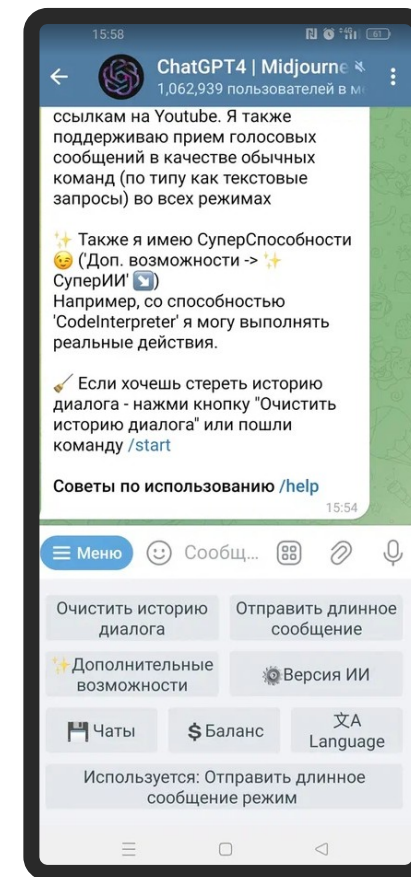 15:58
61
ChatGPT4 | Midjourne
1,062,939 пользователей в м
ссылкам на Youtube. Я также
поддерживаю прием голосовых
сообщений в качестве обычных
команд (по типу как текстовые
запросы) во всех режимах
✨ Также я имею СуперСпособности
😉 ('Доп. возможности -> ✨
СуперИИ' ↘️)
Например, со способностью
'CodeInterpreter' я могу выполнять
реальные действия.
🧹 Если хочешь стереть историю
диалога - нажми кнопку "Очистить
историю диалога" или пошли
команду /start
Советы по использованию /help
15:54
Меню
Сообщ...
Очистить историю
диалога
Отправить длинное
сообщение
✨Дополнительные
возможности
⚙️Версия ИИ
💾 Чаты
💲Баланс
文A
Language
Используется: Отправить длинное
сообщение режим